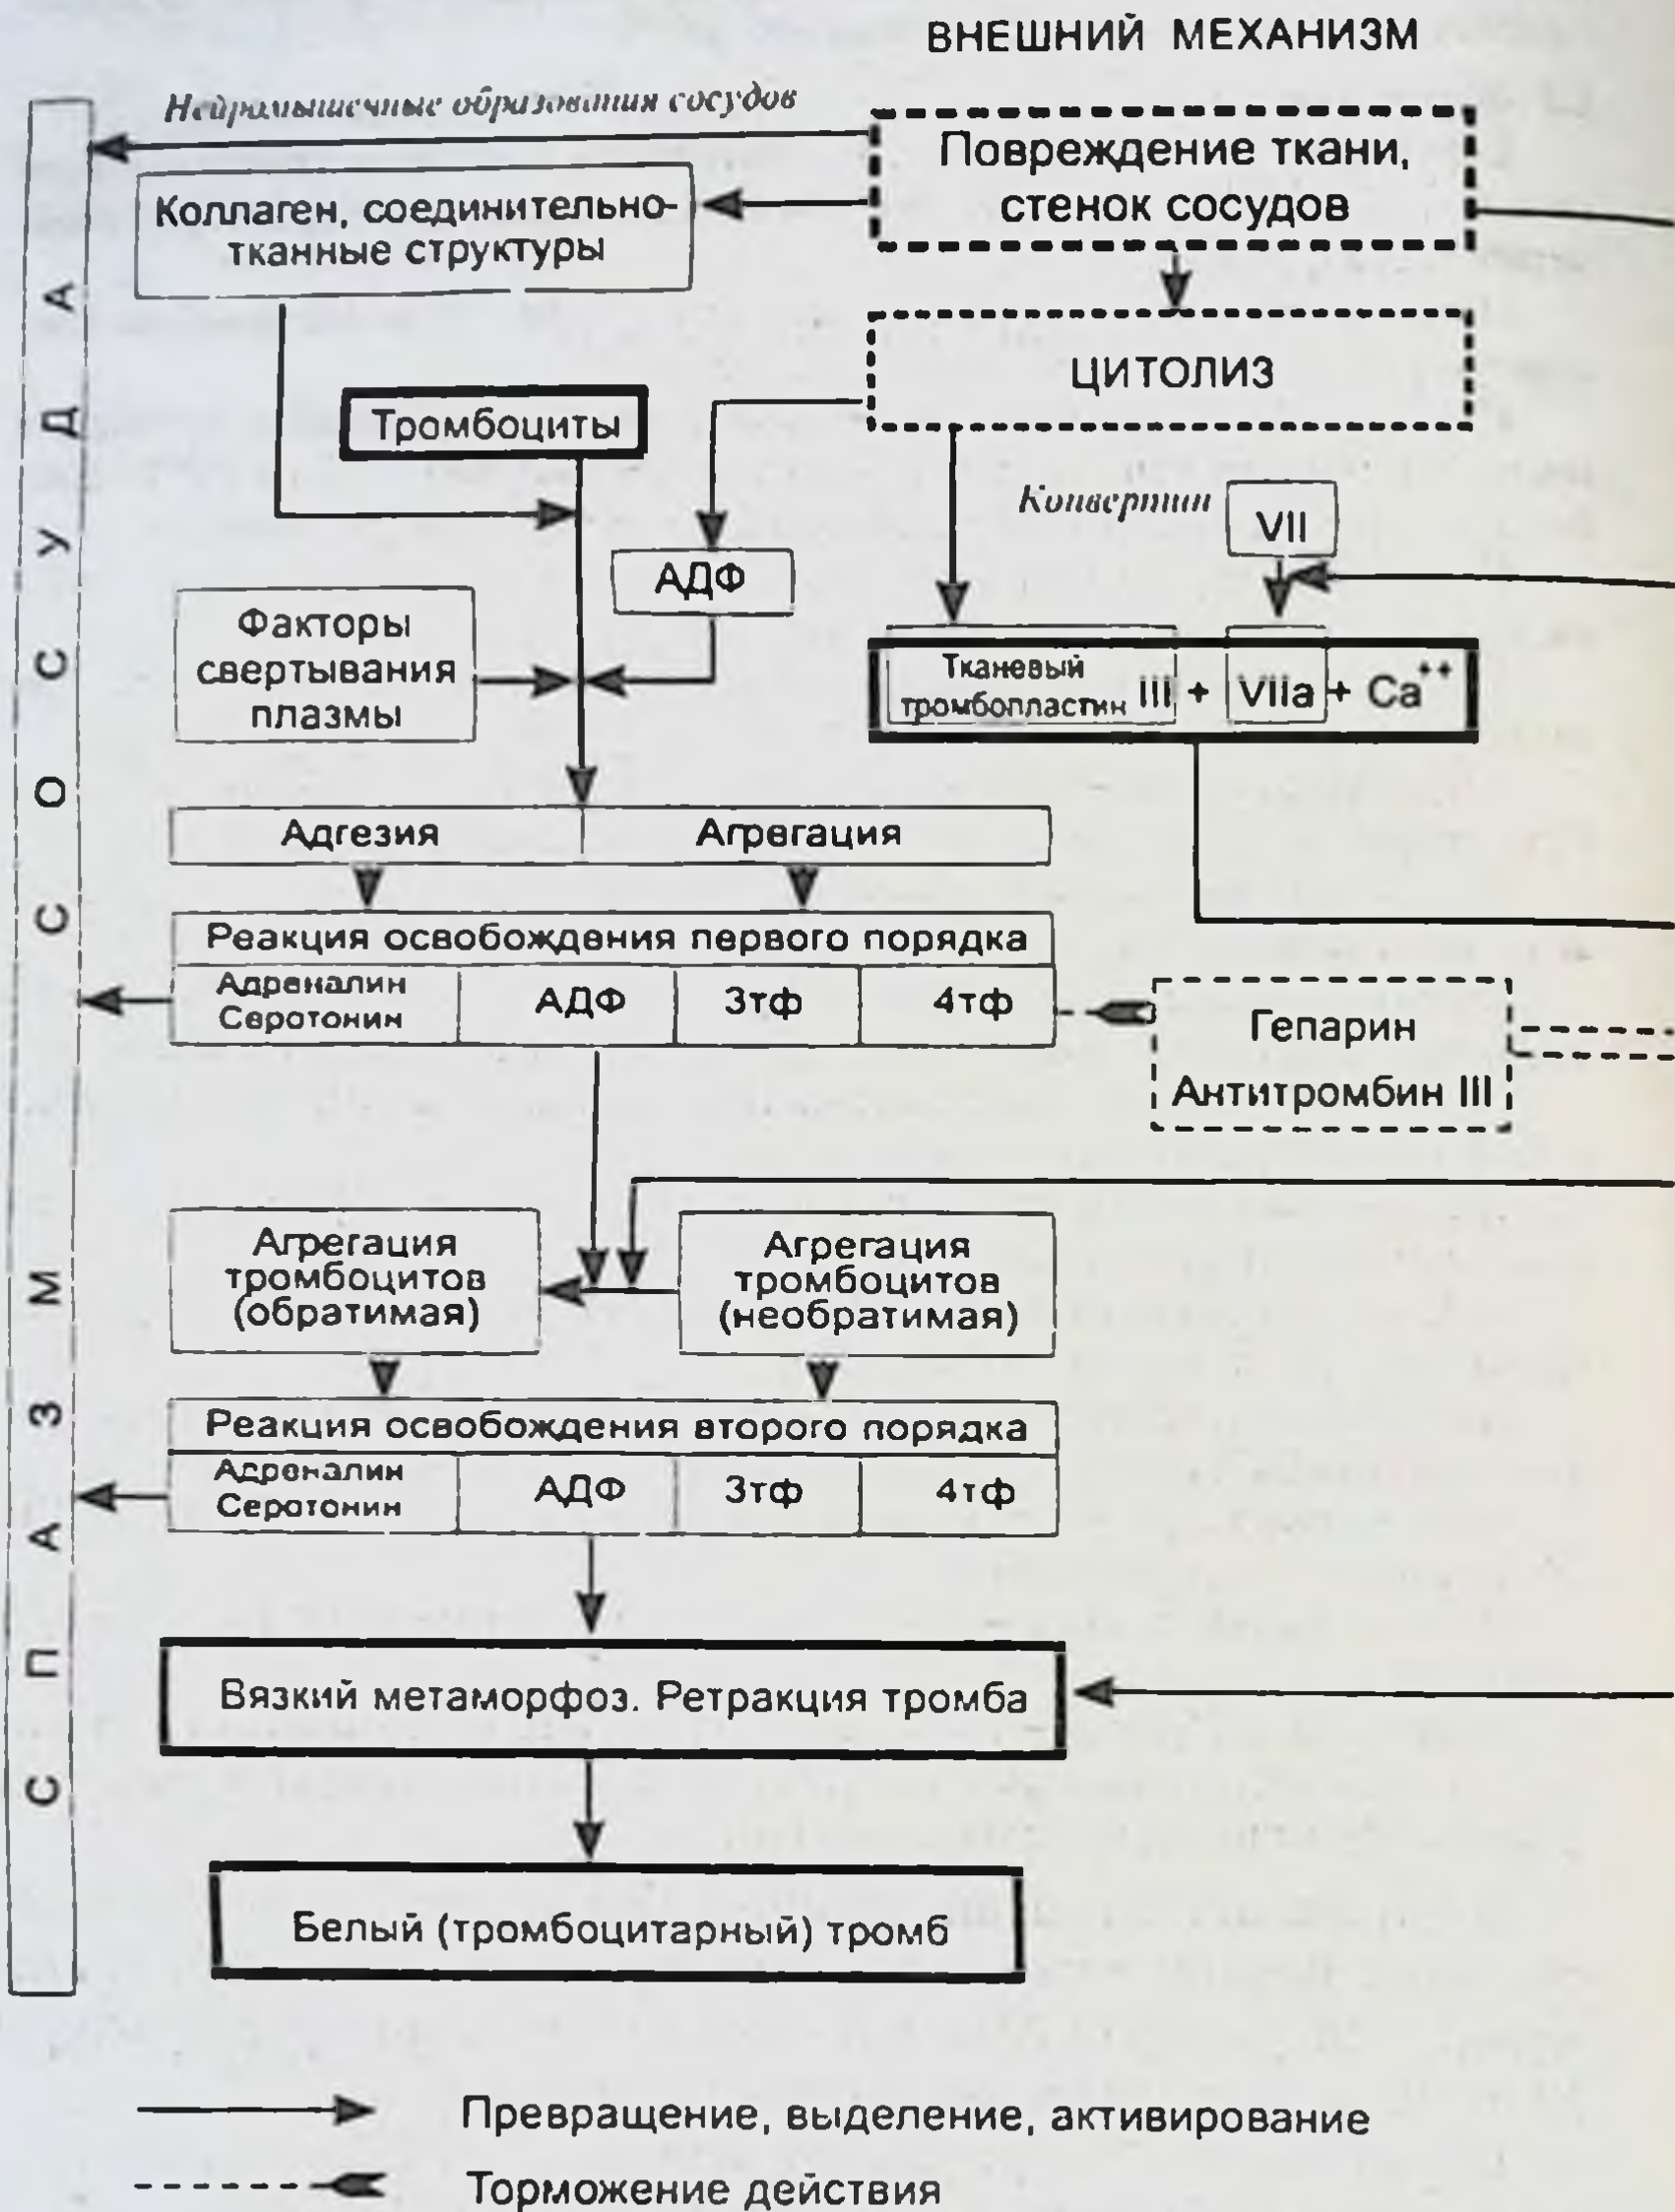 ВНЕШНИЙ МЕХАНИЗМ
Нейромышечные образования сосудов
Повреждение ткани,
стенок сосудов
Коллаген, соединительно-
тканные структуры
ЦИТОЛИЗ
Тромбоциты
Конвертин
VII
АДФ
Факторы
свертывания
плазмы
Тканевый
тромбопластин III + VIIa + Ca++
Адгезия Агрегация
Реакция освобождения первого порядка
Адреналин
Серотонин
АДФ 3тф 4тф
Гепарин
Антитромбин III
Агрегация
тромбоцитов
(обратимая)
Агрегация
тромбоцитов
(необратимая)
Реакция освобождения второго порядка
Адреналин
Серотонин
АДФ 3тф 4тф
Вязкий метаморфоз. Ретракция тромба
Белый (тромбоцитарный) тромб
СПАЗМ СОСУДА
Превращение, выделение, активирование
Торможение действия